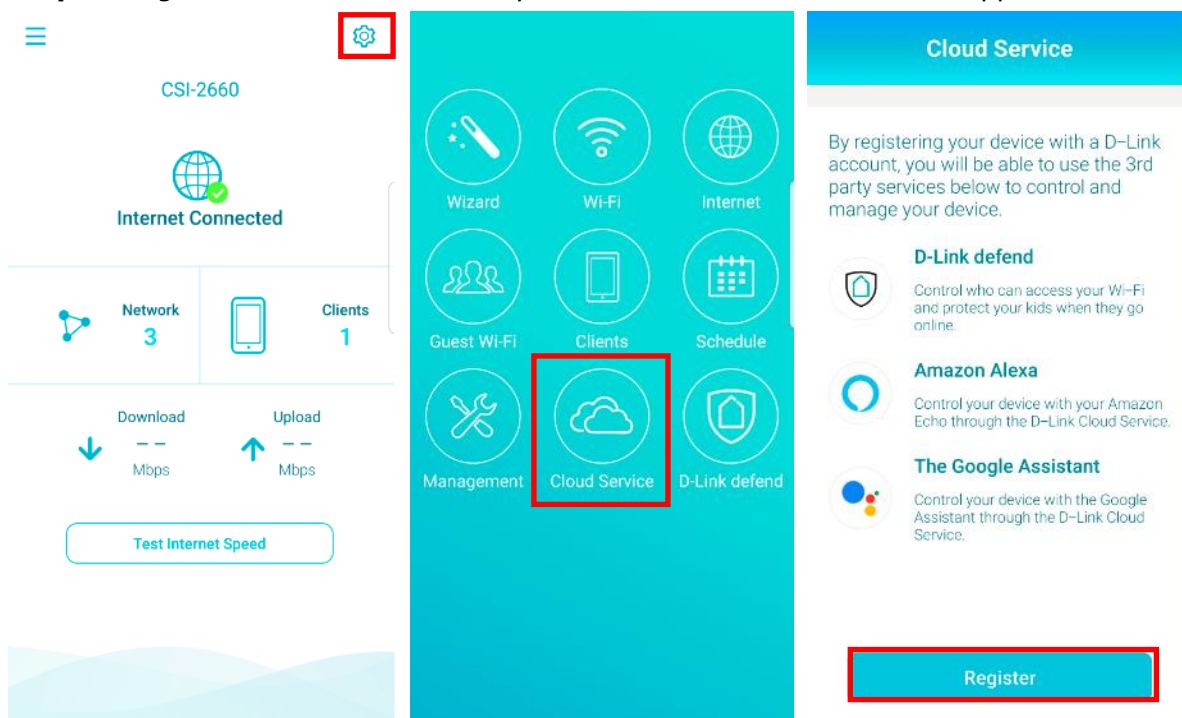 CSI-2660
Internet Connected
Network
3
Clients
1
Download
– –
Mbps
Upload
– –
Mbps
Test Internet Speed
Wizard
Wi-Fi
Internet
Guest Wi-Fi
Clients
Schedule
Management
Cloud Service
D-Link defend
Cloud Service
By registering your device with a D-Link
account, you will be able to use the 3rd
party services below to control and
manage your device.
D-Link defend
Control who can access your Wi-Fi
and protect your kids when they go
online.
Amazon Alexa
Control your device with your Amazon
Echo through the D-Link Cloud Service.
The Google Assistant
Control your device with the Google
Assistant through the D-Link Cloud
Service.
Register